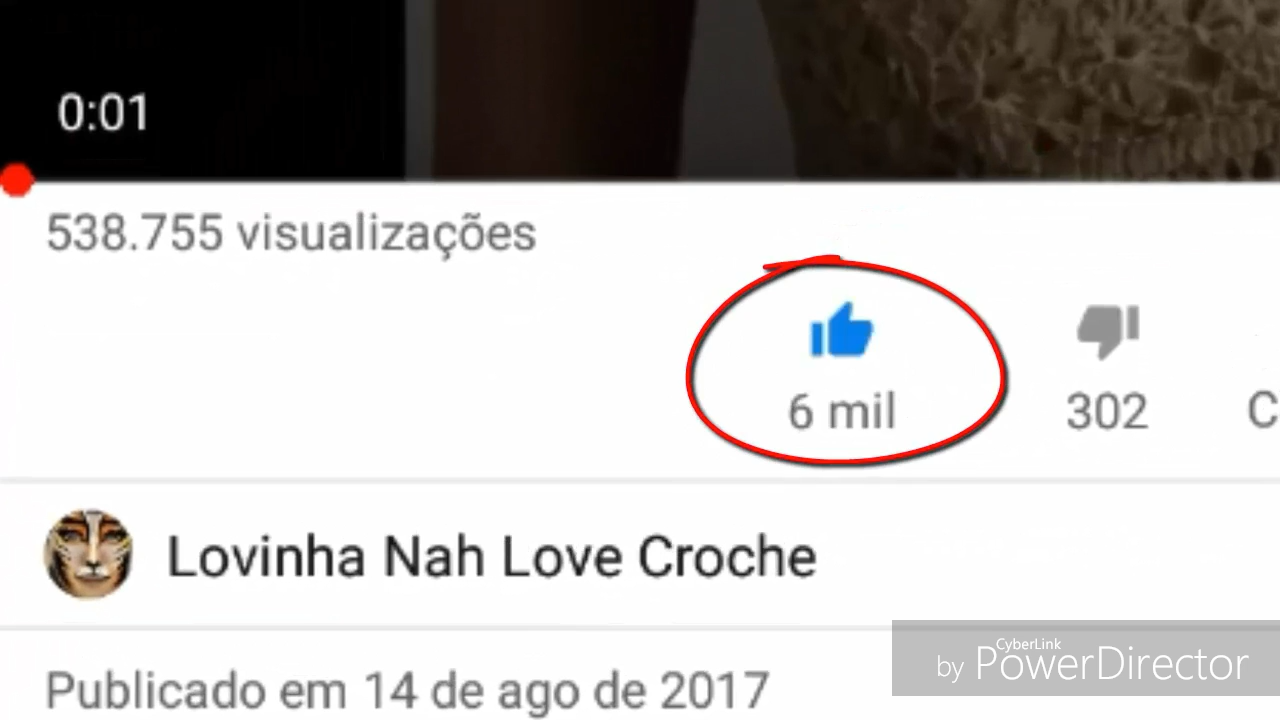 0:01
538.755 visualizações
6 mil
302
C
Lovinha Nah Love Croche
Publicado em 14 de ago de 2017
CyberLink
by PowerDirector